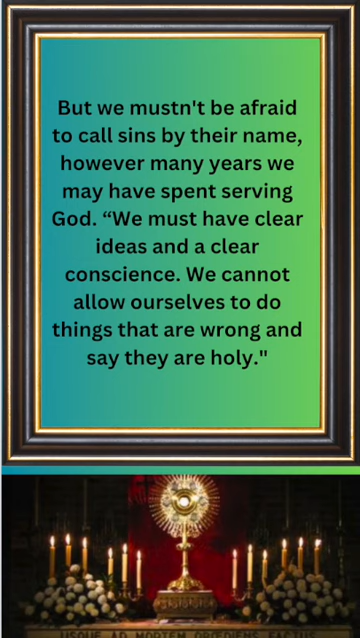 But we mustn't be afraid
to call sins by their name,
however many years we
may have spent serving
God. “We must have clear
ideas and a clear
conscience. We cannot
allow ourselves to do
things that are wrong and
say they are holy."
USQUE AD MORTEM